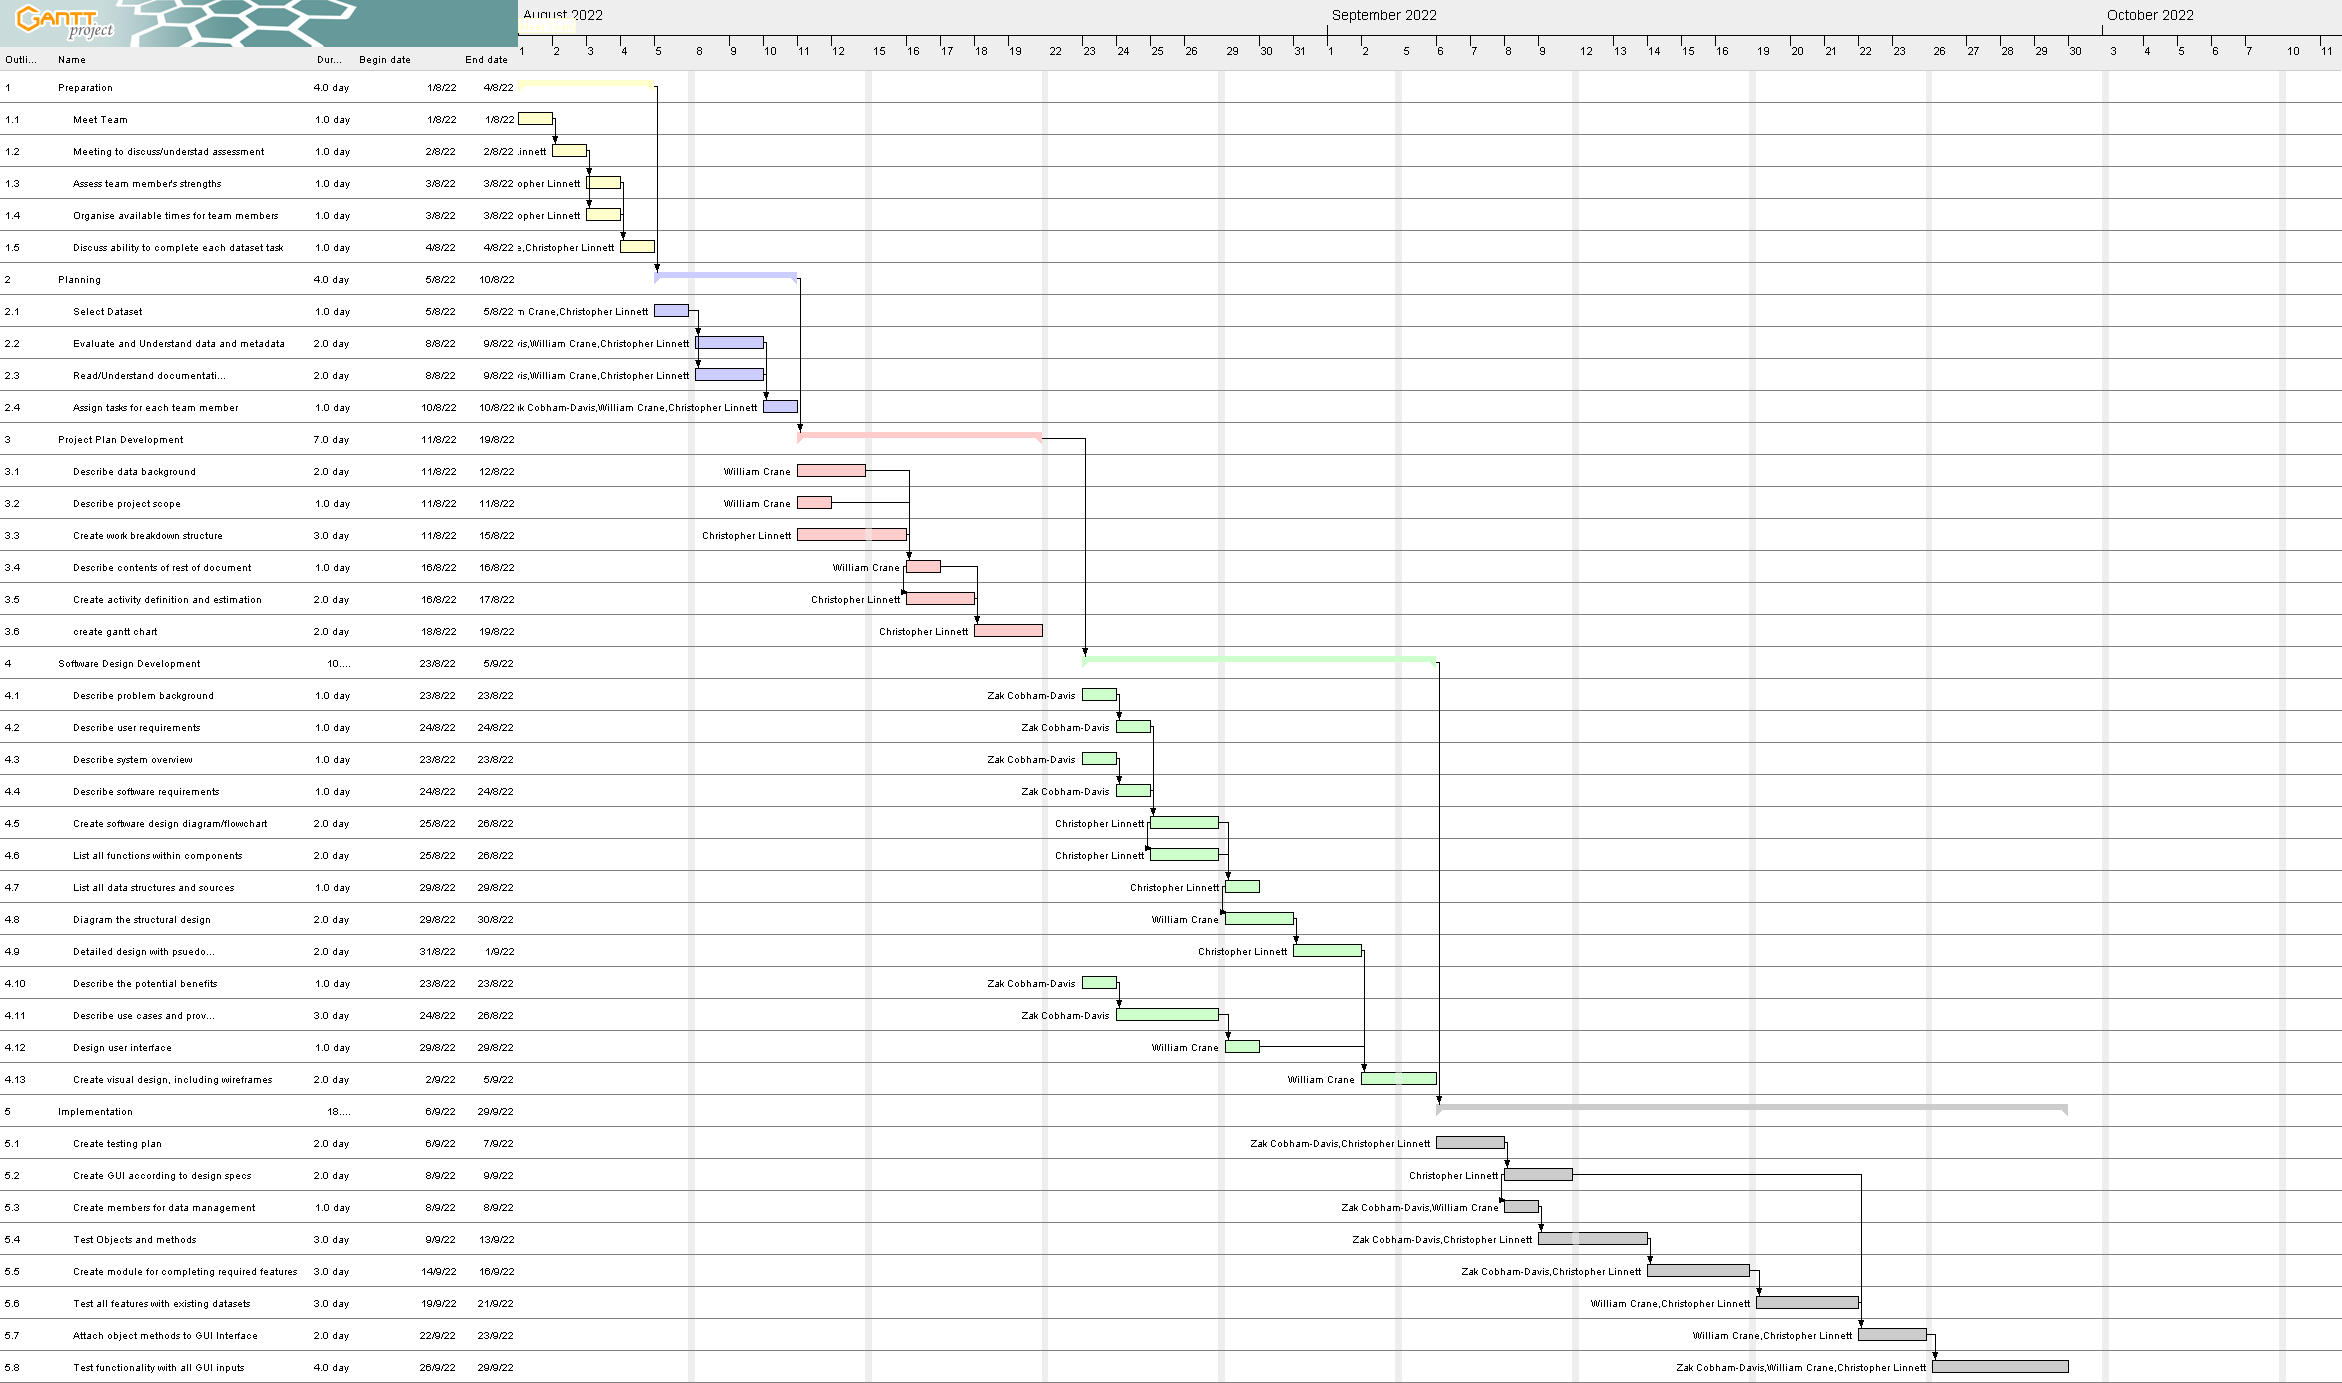 GANTT project
August 2022 September 2022 October 2022
1 2 3 4 5 8 9 10 11 12 15 16 17 18 19 22 23 24 25 26 29 30 31 1 2 5 6 7 8 9 12 13 14 15 16 19 20 21 22 23 26 27 28 29 30 3 4 5 6 7 10 11
Outli... Name Dur... Begin date End date
1 Preparation 4.0 day 1/8/22 4/8/22
1.1 Meet Team 1.0 day 1/8/22 1/8/22
1.2 Meeting to discuss/understad assessment 1.0 day 2/8/22 2/8/22 innett
1.3 Assess team member's strengths 1.0 day 3/8/22 3/8/22 opher Linnett
1.4 Organise available times for team members 1.0 day 3/8/22 3/8/22 opher Linnett
1.5 Discuss ability to complete each dataset task 1.0 day 4/8/22 4/8/22 e,Christopher Linnett
2 Planning 4.0 day 5/8/22 10/8/22
2.1 Select Dataset 1.0 day 5/8/22 5/8/22 m Crane,Christopher Linnett
2.2 Evaluate and Understand data and metadata 2.0 day 8/8/22 9/8/22 vis,William Crane,Christopher Linnett
2.3 Read/Understand documentati... 2.0 day 8/8/22 9/8/22 vis,William Crane,Christopher Linnett
2.4 Assign tasks for each team member 1.0 day 10/8/22 10/8/22 k Cobham-Davis,William Crane,Christopher Linnett
3 Project Plan Development 7.0 day 11/8/22 19/8/22
3.1 Describe data background 2.0 day 11/8/22 12/8/22 William Crane
3.2 Describe project scope 1.0 day 11/8/22 11/8/22 William Crane
3.3 Create work breakdown structure 3.0 day 11/8/22 15/8/22 Christopher Linnett
3.4 Describe contents of rest of document 1.0 day 16/8/22 16/8/22 William Crane
3.5 Create activity definition and estimation 2.0 day 16/8/22 17/8/22 Christopher Linnett
3.6 create gantt chart 2.0 day 18/8/22 19/8/22 Christopher Linnett
4 Software Design Development 10.... 23/8/22 5/9/22
4.1 Describe problem background 1.0 day 23/8/22 23/8/22 Zak Cobham-Davis
4.2 Describe user requirements 1.0 day 24/8/22 24/8/22 Zak Cobham-Davis
4.3 Describe system overview 1.0 day 23/8/22 23/8/22 Zak Cobham-Davis
4.4 Describe software requirements 1.0 day 24/8/22 24/8/22 Zak Cobham-Davis
4.5 Create software design diagram/flowchart 2.0 day 25/8/22 26/8/22 Christopher Linnett
4.6 List all functions within components 2.0 day 25/8/22 26/8/22 Christopher Linnett
4.7 List all data structures and sources 1.0 day 29/8/22 29/8/22 Christopher Linnett
4.8 Diagram the structural design 2.0 day 29/8/22 30/8/22 William Crane
4.9 Detailed design with psuedo... 2.0 day 31/8/22 1/9/22 Christopher Linnett
4.10 Describe the potential benefits 1.0 day 23/8/22 23/8/22 Zak Cobham-Davis
4.11 Describe use cases and prov... 3.0 day 24/8/22 26/8/22 Zak Cobham-Davis
4.12 Design user interface 1.0 day 29/8/22 29/8/22 William Crane
4.13 Create visual design, including wireframes 2.0 day 2/9/22 5/9/22 William Crane
5 Implementation 18.... 6/9/22 29/9/22
5.1 Create testing plan 2.0 day 6/9/22 7/9/22 Zak Cobham-Davis,Christopher Linnett
5.2 Create GUI according to design specs 2.0 day 8/9/22 9/9/22 Christopher Linnett
5.3 Create members for data management 1.0 day 8/9/22 8/9/22 Zak Cobham-Davis,William Crane
5.4 Test Objects and methods 3.0 day 9/9/22 13/9/22 Zak Cobham-Davis,Christopher Linnett
5.5 Create module for completing required features 3.0 day 14/9/22 16/9/22 Zak Cobham-Davis,Christopher Linnett
5.6 Test all features with existing datasets 3.0 day 19/9/22 21/9/22 William Crane,Christopher Linnett
5.7 Attach object methods to GUI Interface 2.0 day 22/9/22 23/9/22 William Crane,Christopher Linnett
5.8 Test functionality with all GUI inputs 4.0 day 26/9/22 29/9/22 Zak Cobham-Davis,William Crane,Christopher Linnett